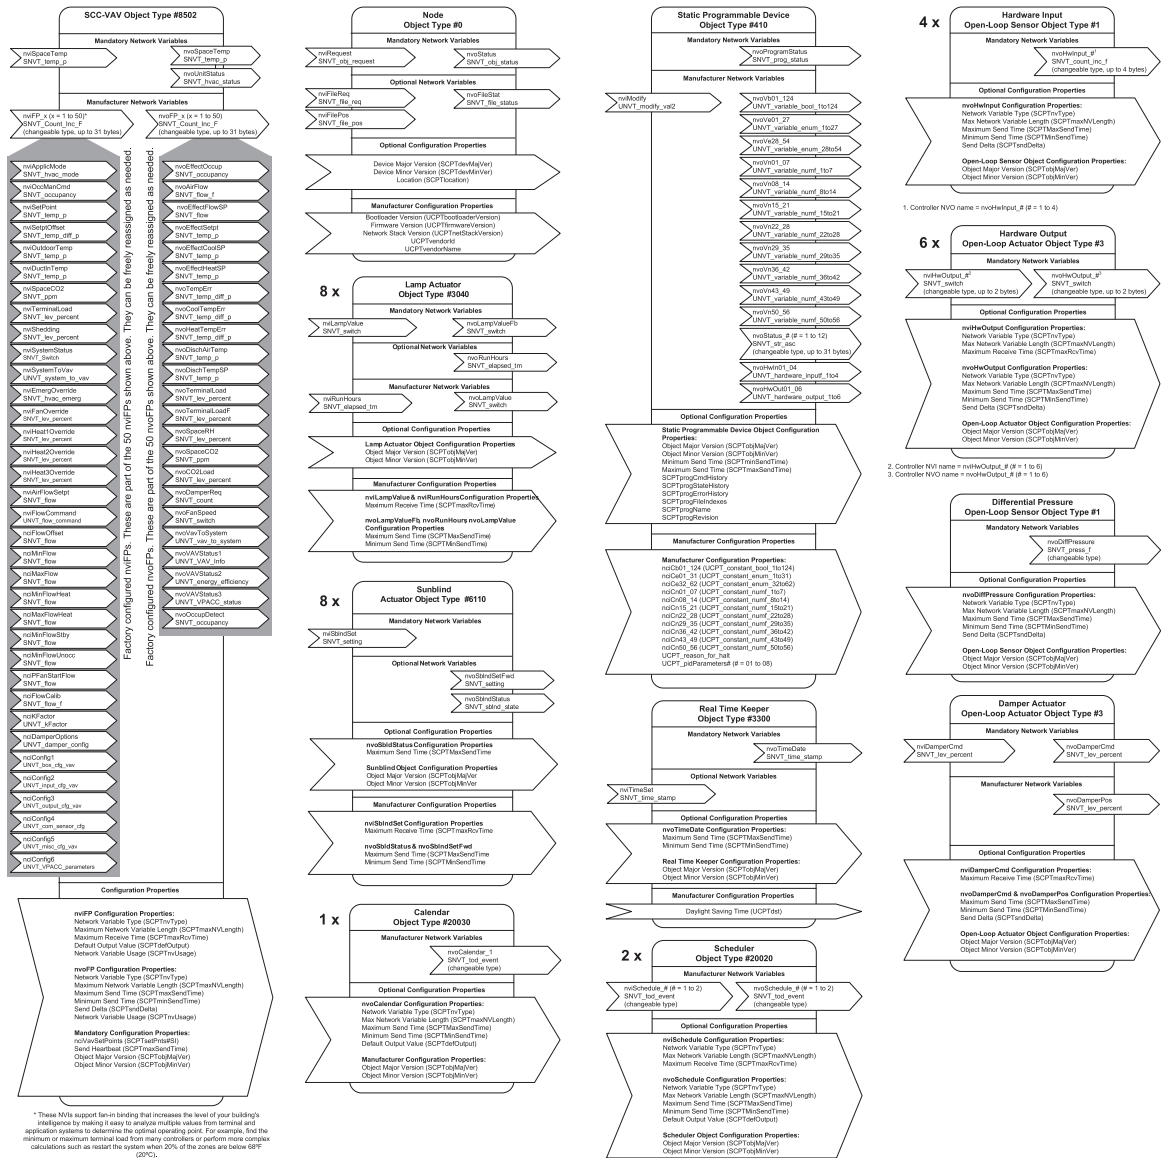 SCC-VAV Object Type #8502
Mandatory Network Variables
nviSpaceTemp
SNVT_temp_p
nvoSpaceTemp
SNVT_temp_p
nvoUnitStatus
SNVT_hvac_status
Manufacturer Network Variables
nviFP_x (x = 1 to 50)*
SNVT_Count_Inc_F
(changeable type, up to 31 bytes)
nvoFP_x (x = 1 to 50)
SNVT_Count_Inc_F
(changeable type, up to 31 bytes)
nviApplicMode
SNVT_hvac_mode
nviOccManCmd
SNVT_occupancy
nviSetPoint
SNVT_temp_p
nviSetptOffset
SNVT_temp_diff_p
nviOutdoorTemp
SNVT_temp_p
nviDuctInTemp
SNVT_temp_p
nviSpaceCO2
SNVT_ppm
nviTerminalLoad
SNVT_lev_percent
nviShedding
SNVT_lev_percent
nviSystemStatus
SNVT_Switch
nviSystemToVav
UNVT_system_to_vav
nviEmergOverride
SNVT_hvac_emerg
nviFanOverride
SNVT_lev_percent
nviHeat1Override
SNVT_lev_percent
nviHeat2Override
SNVT_lev_percent
nviHeat3Override
SNVT_lev_percent
nviAirFlowSetpt
SNVT_flow
nviFlowCommand
UNVT_flow_command
nciFlowOffset
SNVT_flow
nciMinFlow
SNVT_flow
nciMaxFlow
SNVT_flow
nciMinFlowHeat
SNVT_flow
nciMaxFlowHeat
SNVT_flow
nciMinFlowStby
SNVT_flow
nciMinFlowUnocc
SNVT_flow
nciPFanStartFlow
SNVT_flow
nciFlowCalib
SNVT_flow_f
nciKFactor
UNVT_kFactor
nciDamperOptions
UNVT_damper_config
nciConfig1
UNVT_box_cfg_vav
nciConfig2
UNVT_input_cfg_vav
nciConfig3
UNVT_output_cfg_vav
nciConfig4
UNVT_com_sensor_cfg
nciConfig5
UNVT_misc_cfg_vav
nciConfig6
UNVT_VPACC_parameters
Factory configured nviFPs. These are part of the 50 nviFPs shown above. They can be freely reassigned as needed.
Factory configured nvoFPs. These are part of the 50 nvoFPs shown above. They can be freely reassigned as needed.
nvoEffectOccup
SNVT_occupancy
nvoAirFlow
SNVT_flow_f
nvoEffectFlowSP
SNVT_flow
nvoEffectSetpt
SNVT_temp_p
nvoEffectCoolSP
SNVT_temp_p
nvoEffectHeatSP
SNVT_temp_p
nvoTempErr
SNVT_temp_diff_p
nvoCoolTempErr
SNVT_temp_diff_p
nvoHeatTempErr
SNVT_temp_diff_p
nvoDischAirTemp
SNVT_temp_p
nvoDischTempSP
SNVT_temp_p
nvoTerminalLoad
SNVT_lev_percent
nvoTerminalLoadF
SNVT_lev_percent
nvoSpaceRH
SNVT_lev_percent
nvoSpaceCO2
SNVT_ppm
nvoCO2Load
SNVT_lev_percent
nvoDamperReq
SNVT_count
nvoFanSpeed
SNVT_switch
nvoVavToSystem
UNVT_vav_to_system
nvoVAVStatus1
UNVT_VAV_Info
nvoVAVStatus2
UNVT_energy_efficiency
nvoVAVStatus3
UNVT_VPACC_status
nvoOccupDetect
SNVT_occupancy
Configuration Properties
nviFP Configuration Properties:
Network Variable Type (SCPTnvType)
Maximum Network Variable Length (SCPTmaxNVLength)
Maximum Receive Time (SCPTmaxRcvTime)
Default Output Value (SCPTdefOutput)
Network Variable Usage (SCPTnvUsage)
nvoFP Configuration Properties:
Network Variable Type (SCPTnvType)
Maximum Network Variable Length (SCPTmaxNVLength)
Maximum Send Time (SCPTmaxSendTime)
Minimum Send Time (SCPTminSendTime)
Send Delta (SCPTsndDelta)
Network Variable Usage (SCPTnvUsage)
Mandatory Configuration Properties:
nciVavSetPoints (SCPTsetPnts#SI)
Send Heartbeat (SCPTmaxSendTime)
Object Major Version (SCPTobjMajVer)
Object Minor Version (SCPTobjMinVer)
* These NVIs support fan-in binding that increases the level of your building's
intelligence by making it easy to analyze multiple values from terminal and
application systems to determine the optimal operating point. For example, find the
minimum or maximum terminal load from many controllers or perform more complex
calculations such as restart the system when 20% of the zones are below 68ºF
(20ºC).
Node
Object Type #0
Mandatory Network Variables
nviRequest
SNVT_obj_request
nvoStatus
SNVT_obj_status
Optional Network Variables
nviFileReq
SNVT_file_req
nvoFileStat
SNVT_file_status
nviFilePos
SNVT_file_pos
Optional Configuration Properties
Device Major Version (SCPTdevMajVer)
Device Minor Version (SCPTdevMinVer)
Location (SCPTlocation)
Manufacturer Configuration Properties
Bootloader Version (UCPTbootloaderVersion)
Firmware Version (UCPTfirmwareVersion)
Network Stack Version (UCPTnetStackVersion)
UCPTvendorId
UCPTvendorName
8 x
Lamp Actuator
Object Type #3040
Mandatory Network Variables
nviLampValue
SNVT_switch
nvoLampValueFb
SNVT_switch
Optional Network Variables
nvoRunHours
SNVT_elapsed_tm
Manufacturer Network Variables
nviRunHours
SNVT_elapsed_tm
nvoLampValue
SNVT_switch
Optional Configuration Properties
Lamp Actuator Object Configuration Properties
Object Major Version (SCPTobjMajVer)
Object Minor Version (SCPTobjMinVer)
Manufacturer Configuration Properties
nviLampValue & nviRunHours Configuration Properties
Maximum Receive Time (SCPTmaxRcvTime)
nvoLampValueFb nvoRunHours nvoLampValue
Configuration Properties
Maximum Send Time (SCPTMaxSendTime)
Minimum Send Time (SCPTMinSendTime)
8 x
Sunblind
Actuator Object Type #6110
Mandatory Network Variables
nviSblndSet
SNVT_setting
Optional Network Variables
nvoSblndSetFwd
SNVT_setting
nvoSblndStatus
SNVT_sblnd_state
Optional Configuration Properties
nvoSbldStatus Configuration Properties
Maximum Send Time (SCPTMaxSendTime
Sunblind Object Configuration Properties
Object Major Version (SCPTobjMajVer
Object Minor Version (SCPTobjMinVer
Manufacturer Configuration Properties
nviSblndSet Configuration Properties
Maximum Receive Time (SCPTmaxRcvTime
nvoSbldStatus & nvoSblndSetFwd
Maximum Send Time (SCPTMaxSendTime
Minimum Send Time (SCPTMinSendTime
1 x
Calendar
Object Type #20030
Manufacturer Network Variables
nvoCalendar_1
SNVT_tod_event
(changeable type)
Optional Configuration Properties
nvoCalendar Configuration Properties:
Network Variable Type (SCPTnvType)
Max Network Variable Length (SCPTmaxNVLength)
Maximum Send Time (SCPTMaxSendTime)
Minimum Send Time (SCPTMinSendTime)
Default Output Value (SCPTdefOutput)
Manufacturer Configuration Properties:
Object Major Version (SCPTobjMajVer)
Object Minor Version (SCPTobjMinVer)
Static Programmable Device
Object Type #410
Mandatory Network Variables
nvoProgramStatus
SNVT_prog_status
Manufacturer Network Variables
nviModify
UNVT_modify_val2
nvoVb01_124
UNVT_variable_bool_1to124
nvoVe01_27
UNVT_variable_enum_1to27
nvoVe28_54
UNVT_variable_enum_28to54
nvoVn01_07
UNVT_variable_numf_1to7
nvoVn08_14
UNVT_variable_numf_8to14
nvoVn15_21
UNVT_variable_numf_15to21
nvoVn22_28
UNVT_variable_numf_22to28
nvoVn29_35
UNVT_variable_numf_29to35
nvoVn36_42
UNVT_variable_numf_36to42
nvoVn43_49
UNVT_variable_numf_43to49
nvoVn50_56
UNVT_variable_numf_50to56
nvoStatus_# (# = 1 to 12)
SNVT_str_asc
(changeable type, up to 31 bytes)
nvoHwIn01_04
UNVT_hardware_inputf_1to4
nvoHwOut01_06
UNVT_hardware_output_1to6
Optional Configuration Properties
Static Programmable Device Object Configuration
Properties:
Object Major Version (SCPTobjMajVer)
Object Minor Version (SCPTobjMinVer)
Minimum Send Time (SCPTminSendTime)
Maximum Send Time (SCPTmaxSendTime)
SCPTprogCmdHistory
SCPTprogStateHistory
SCPTprogErrorHistory
SCPTprogFileIndexes
SCPTprogName
SCPTprogRevision
Manufacturer Configuration Properties
Manufacturer Configuration Properties:
nciCb01_124 (UCPT_constant_bool_1to124)
nciCe01_31 (UCPT_constant_enum_1to31)
nciCe32_62 (UCPT_constant_enum_32to62)
nciCn01_07 (UCPT_constant_numf_1to7)
nciCn08_14 (UCPT_constant_numf_8to14)
nciCn15_21 (UCPT_constant_numf_15to21)
nciCn22_28 (UCPT_constant_numf_22to28)
nciCn29_35 (UCPT_constant_numf_29to35)
nciCn36_42 (UCPT_constant_numf_36to42)
nciCn43_49 (UCPT_constant_numf_43to49)
nciCn50_56 (UCPT_constant_numf_50to56)
UCPT_reason_for_halt
UCPT_pidParameters# (# = 01 to 08)
Real Time Keeper
Object Type #3300
Mandatory Network Variables
nvoTimeDate
SNVT_time_stamp
Optional Network Variables
nviTimeSet
SNVT_time_stamp
Optional Configuration Properties
nvoTimeDate Configuration Properties:
Maximum Send Time (SCPTMaxSendTime)
Minimum Send Time (SCPTMinSendTime)
Real Time Keeper Configuration Properties:
Object Major Version (SCPTobjMajVer)
Object Minor Version (SCPTobjMinVer)
Manufacturer Configuration Properties
Daylight Saving Time (UCPTdst)
2 x
Scheduler
Object Type #20020
Manufacturer Network Variables
nviSchedule_# (# = 1 to 2)
SNVT_tod_event
(changeable type)
nvoSchedule_# (# = 1 to 2)
SNVT_tod_event
(changeable type)
Optional Configuration Properties
nviSchedule Configuration Properties:
Network Variable Type (SCPTnvType)
Max Network Variable Length (SCPTmaxNVLength)
Maximum Receive Time (SCPTmaxRcvTime)
nvoSchedule Configuration Properties:
Network Variable Type (SCPTnvType)
Max Network Variable Length (SCPTmaxNVLength)
Maximum Send Time (SCPTMaxSendTime)
Minimum Send Time (SCPTMinSendTime)
Default Output Value (SCPTdefOutput)
Scheduler Object Configuration Properties:
Object Major Version (SCPTobjMajVer)
Object Minor Version (SCPTobjMinVer)
4 x
Hardware Input
Open-Loop Sensor Object Type #1
Mandatory Network Variables
nvoHwInput_#¹
SNVT_count_inc_f
(changeable type, up to 4 bytes)
Optional Configuration Properties
nvoHwInput Configuration Properties:
Network Variable Type (SCPTnvType)
Max Network Variable Length (SCPTmaxNVLength)
Maximum Send Time (SCPTMaxSendTime)
Minimum Send Time (SCPTMinSendTime)
Send Delta (SCPTsndDelta)
Open-Loop Sensor Object Configuration Properties:
Object Major Version (SCPTobjMajVer)
Object Minor Version (SCPTobjMinVer)
1. Controller NVO name = nvoHwInput_# (# = 1 to 4)
6 x
Hardware Output
Open-Loop Actuator Object Type #3
Mandatory Network Variables
nviHwOutput_#²
SNVT_switch
(changeable type, up to 2 bytes)
nvoHwOutput_#³
SNVT_switch
(changeable type, up to 2 bytes)
Optional Configuration Properties
nviHwOutput Configuration Properties:
Network Variable Type (SCPTnvType)
Max Network Variable Length (SCPTmaxNVLength)
Maximum Receive Time (SCPTmaxRcvTime)
nvoHwOutput Configuration Properties:
Network Variable Type (SCPTnvType)
Max Network Variable Length (SCPTmaxNVLength)
Maximum Send Time (SCPTMaxSendTime)
Minimum Send Time (SCPTMinSendTime)
Send Delta (SCPTsndDelta)
Open-Loop Actuator Object Configuration Properties:
Object Major Version (SCPTobjMajVer)
Object Minor Version (SCPTobjMinVer)
2. Controller NVI name = nviHwOutput_# (# = 1 to 6)
3. Controller NVO name = nvoHwOutput_# (# = 1 to 6)
Differential Pressure
Open-Loop Sensor Object Type #1
Mandatory Network Variables
nvoDiffPressure
SNVT_press_f
(changeable type)
Optional Configuration Properties
nvoDiffPressure Configuration Properties:
Network Variable Type (SCPTnvType)
Max Network Variable Length (SCPTmaxNVLength)
Maximum Send Time (SCPTMaxSendTime)
Minimum Send Time (SCPTMinSendTime)
Send Delta (SCPTsndDelta)
Open-Loop Sensor Object Configuration Properties:
Object Major Version (SCPTobjMajVer)
Object Minor Version (SCPTobjMinVer)
Damper Actuator
Open-Loop Actuator Object Type #3
Mandatory Network Variables
nviDamperCmd
SNVT_lev_percent
nvoDamperCmd
SNVT_lev_percent
Manufacturer Network Variables
nvoDamperPos
SNVT_lev_percent
Optional Configuration Properties
nviDamperCmd Configuration Properties:
Maximum Receive Time (SCPTmaxRcvTime)
nvoDamperCmd & nvoDamperPos Configuration Properties:
Maximum Send Time (SCPTMaxSendTime)
Minimum Send Time (SCPTMinSendTime)
Send Delta (SCPTsndDelta)
Open-Loop Actuator Object Configuration Properties:
Object Major Version (SCPTobjMajVer)
Object Minor Version (SCPTobjMinVer)